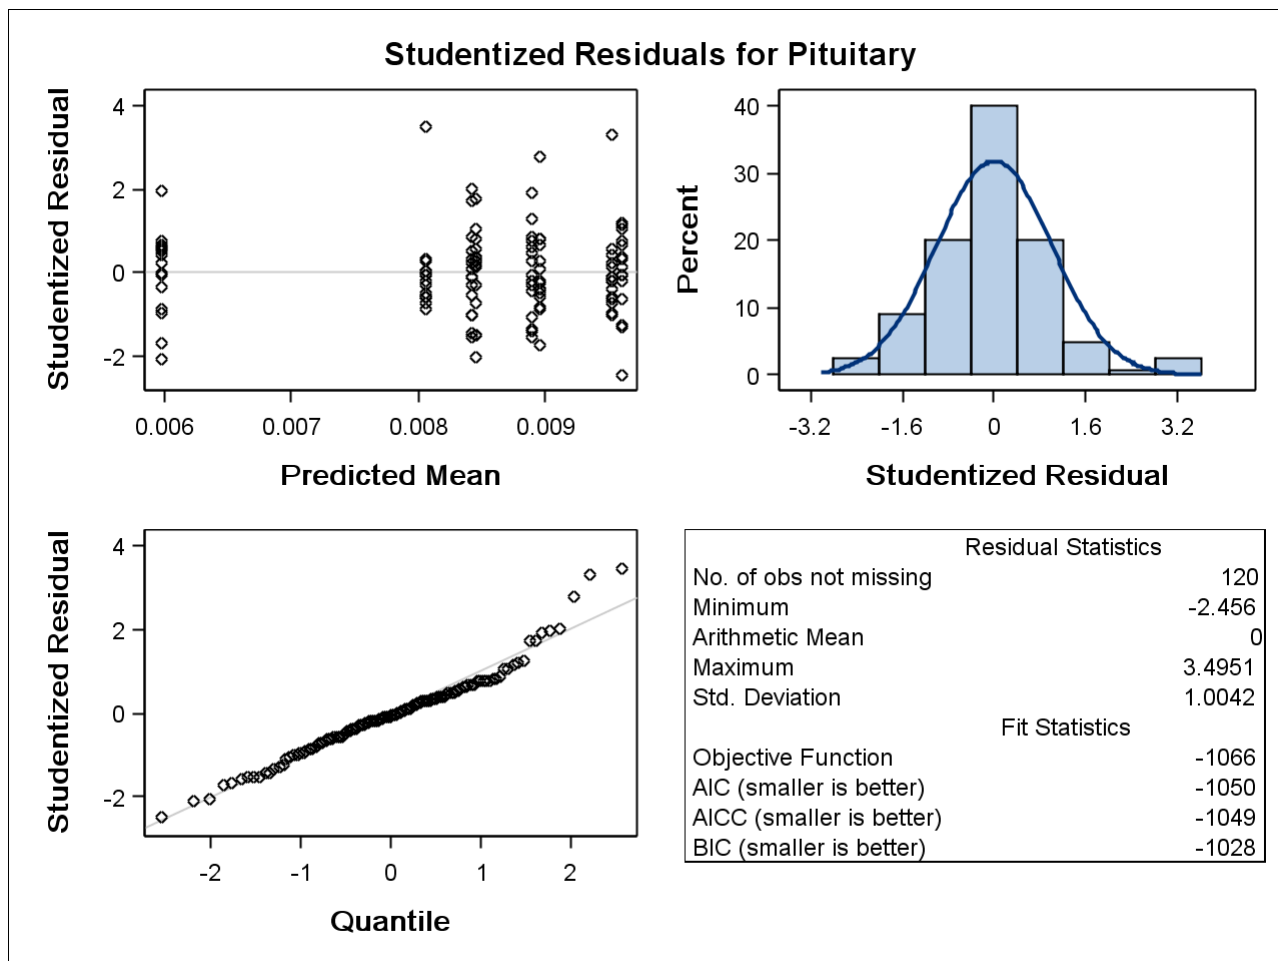 Studentized Residuals for Pituitary
Studentized Residual
4
2
0
-2
0.006 0.007 0.008 0.009
Predicted Mean
Percent
40
30
20
10
0
-3.2 -1.6 0 1.6 3.2
Studentized Residual
Studentized Residual
4
2
0
-2
-2 -1 0 1 2
Quantile
Residual Statistics
No. of obs not missing 120
Minimum -2.456
Arithmetic Mean 0
Maximum 3.4951
Std. Deviation 1.0042
Fit Statistics
Objective Function -1066
AIC (smaller is better) -1050
AICC (smaller is better) -1049
BIC (smaller is better) -1028